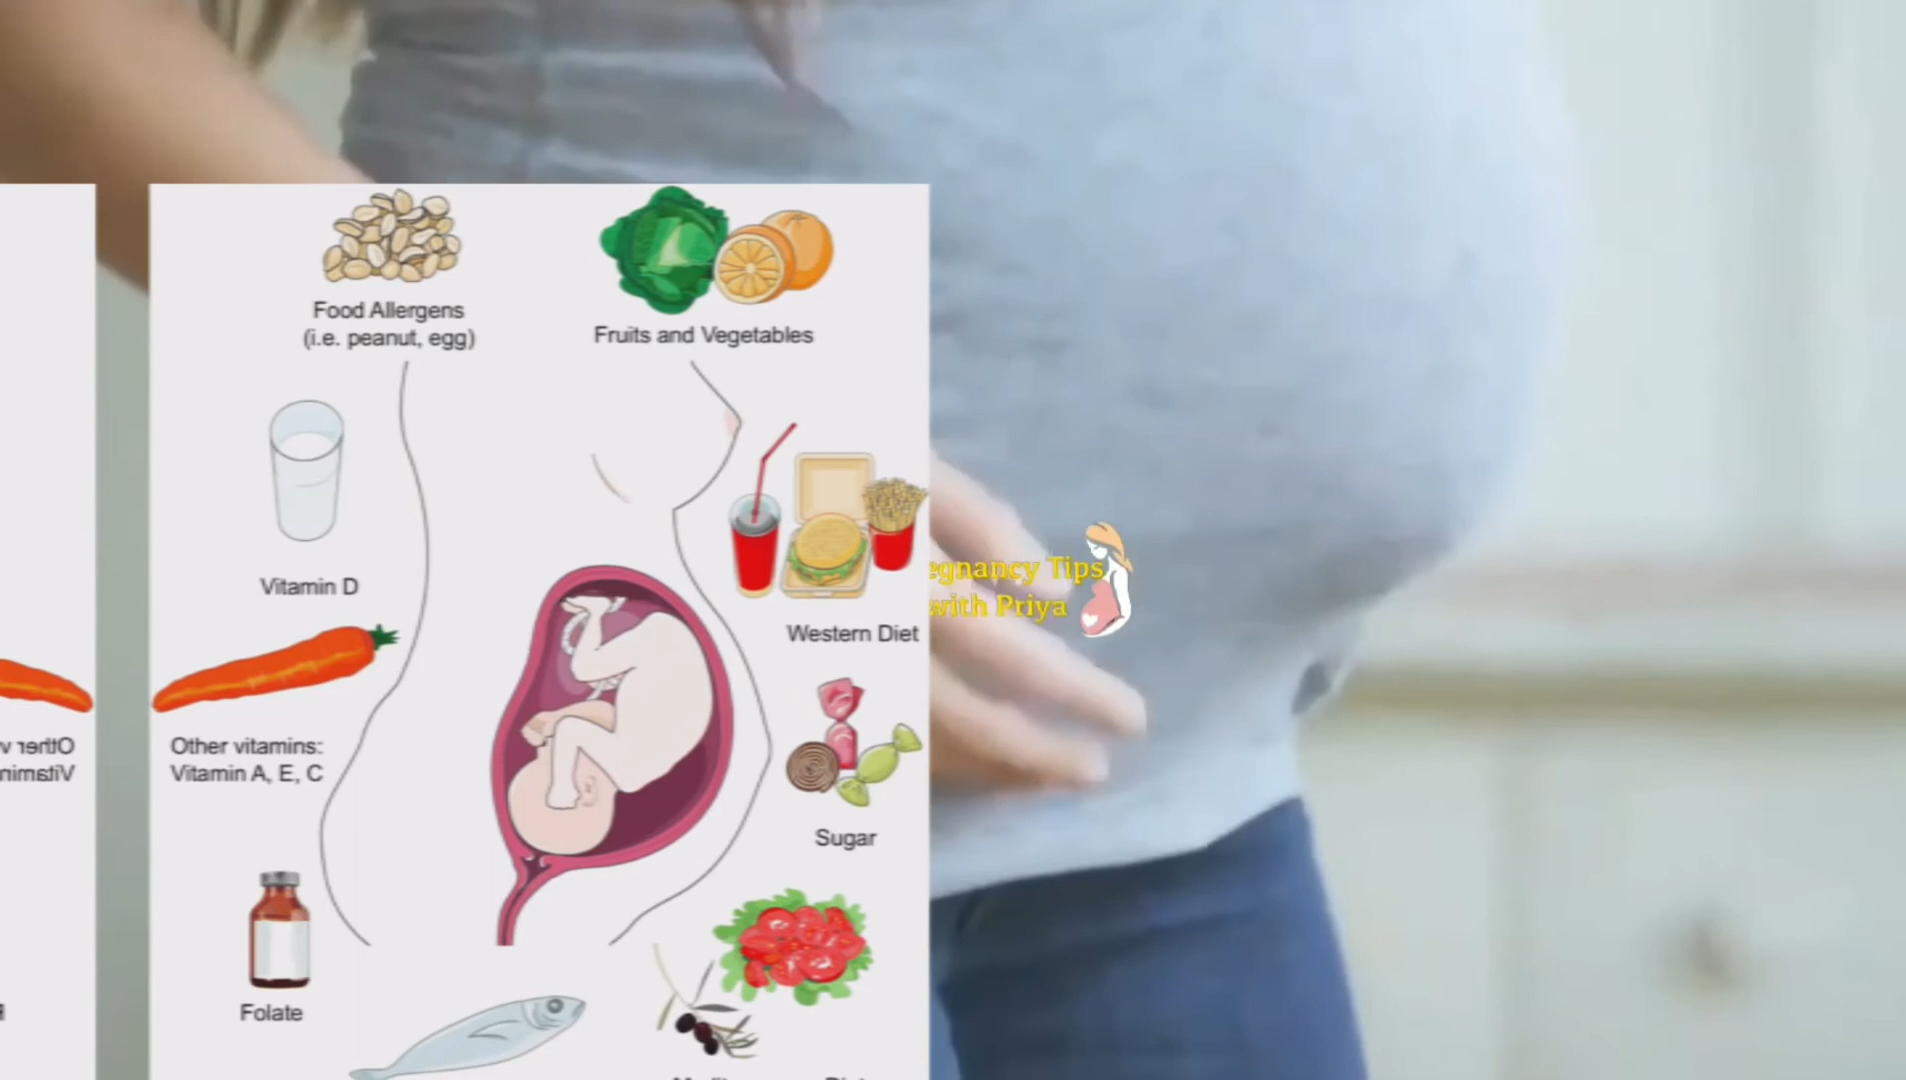 Food Allergens
(i.e. peanut, egg)
Fruits and Vegetables
Vitamin D
Western Diet
egnancy Tips
with Priya
Other vitamins:
Vitamin A, E, C
Sugar
Folate